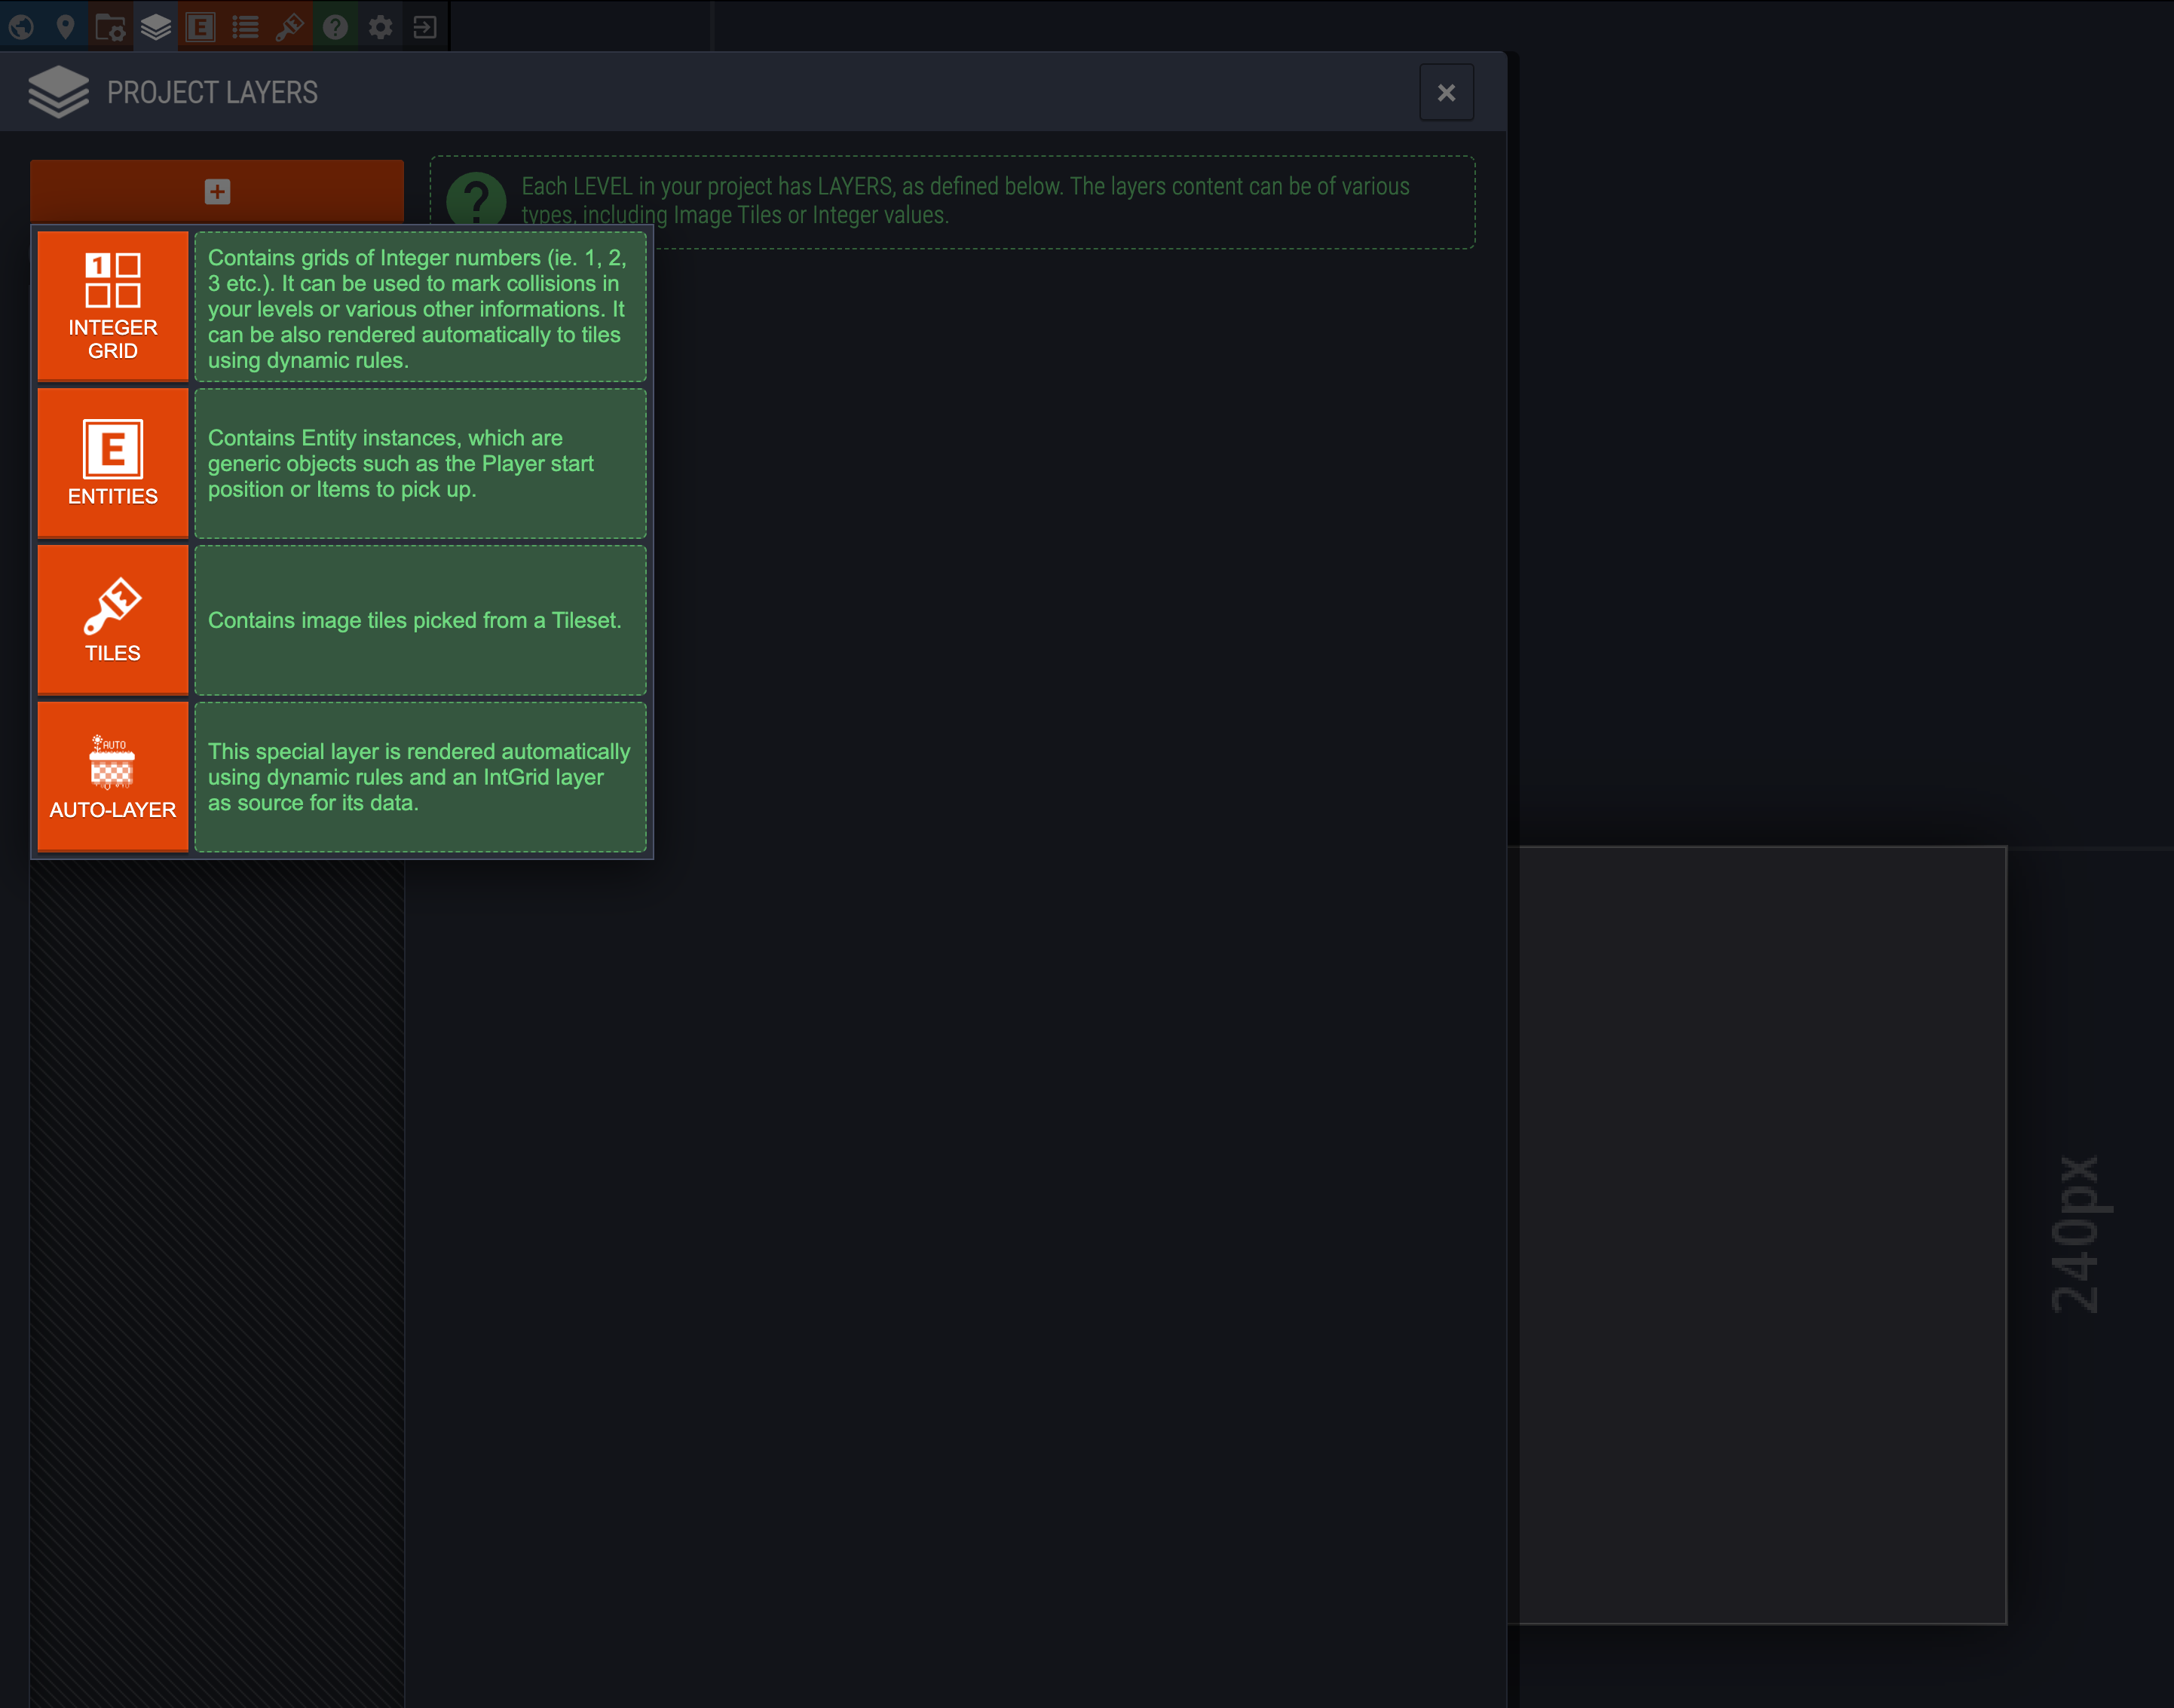 E
PROJECT LAYERS
Each LEVEL in your project has LAYERS, as defined below. The layers content can be of various
types, including Image Tiles or Integer values.
1
INTEGER
GRID
Contains grids of Integer numbers (ie. 1, 2,
3 etc.). It can be used to mark collisions in
your levels or various other informations. It
can be also rendered automatically to tiles
using dynamic rules.
E
ENTITIES
Contains Entity instances, which are
generic objects such as the Player start
position or Items to pick up.
TILES
Contains image tiles picked from a Tileset.
AUTO
AUTO-LAYER
This special layer is rendered automatically
using dynamic rules and an IntGrid layer
as source for its data.
240px